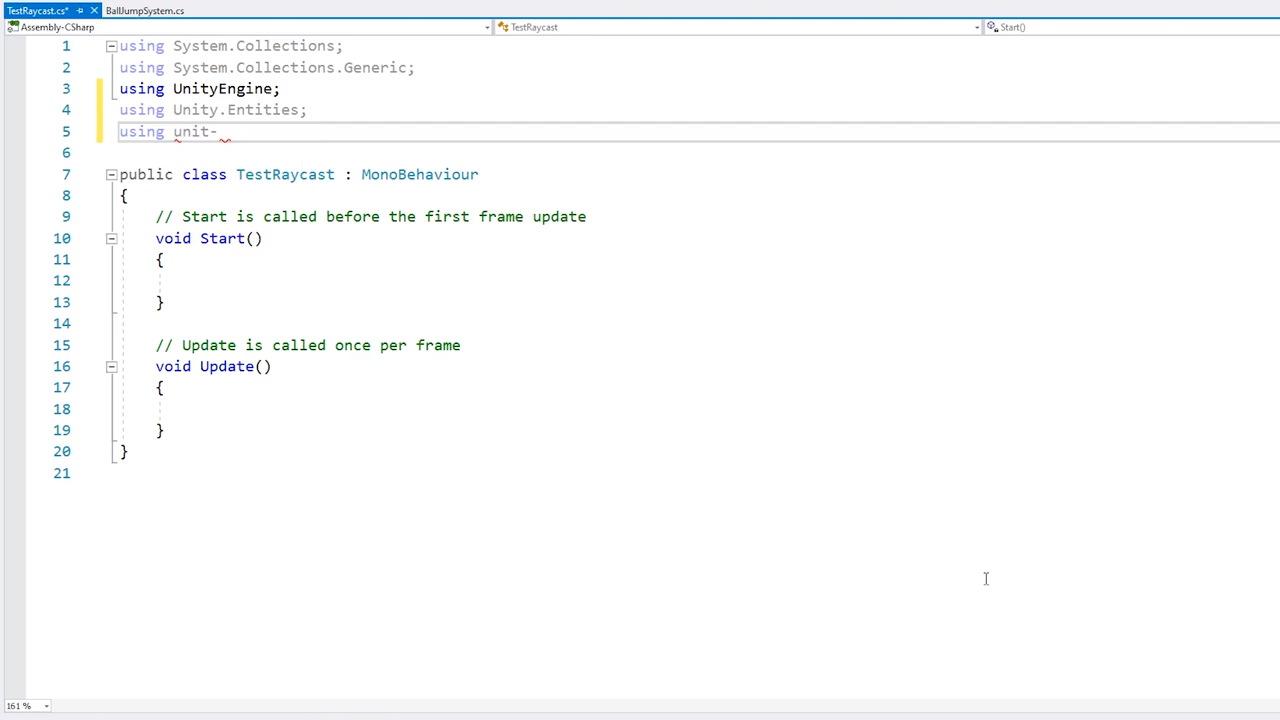 TestRaycast.cs*
BallJumpSystem.cs
Assembly-CSharp
TestRaycast
Start()
1 using System.Collections;
2 using System.Collections.Generic;
3 using UnityEngine;
4 using Unity.Entities;
5 using unit-
6
7 public class TestRaycast : MonoBehaviour
8 {
9 // Start is called before the first frame update
10 void Start()
11 {
12
13 }
14
15 // Update is called once per frame
16 void Update()
17 {
18
19 }
20 }
21
161 %